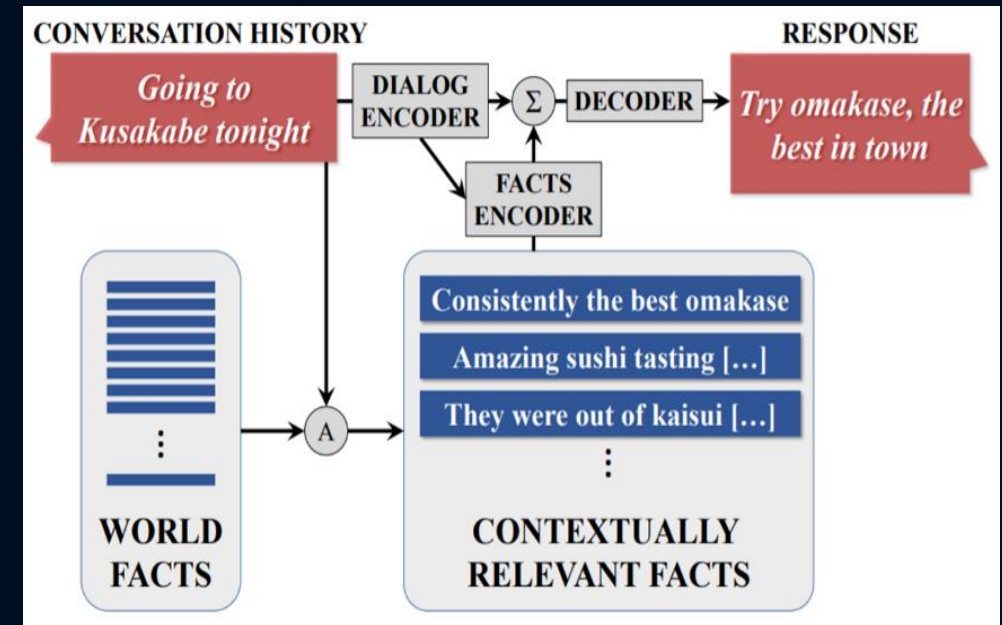 CONVERSATION HISTORY
Going to
Kusakabe tonight
DIALOG
ENCODER
Σ
DECODER
RESPONSE
Try omakase, the
best in town
FACTS
ENCODER
WORLD
FACTS
A
Consistently the best omakase
Amazing sushi tasting [...]
They were out of kaisui [...]
CONTEXTUALLY
RELEVANT FACTS